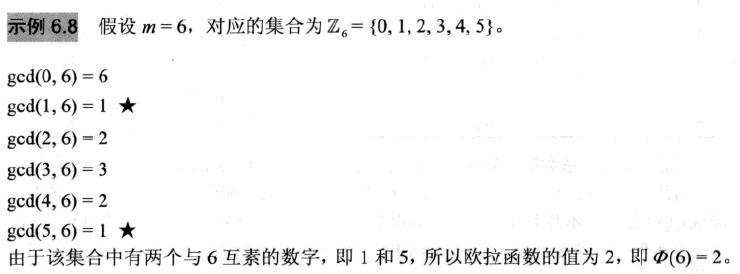 示例 6.8 假设 m = 6，对应的集合为 ℤ₆ = {0, 1, 2, 3, 4, 5}。
gcd(0, 6) = 6
gcd(1, 6) = 1 ★
gcd(2, 6) = 2
gcd(3, 6) = 3
gcd(4, 6) = 2
gcd(5, 6) = 1 ★
由于该集合中有两个与 6 互素的数字，即 1 和 5，所以欧拉函数的值为 2，即 Φ(6) = 2。